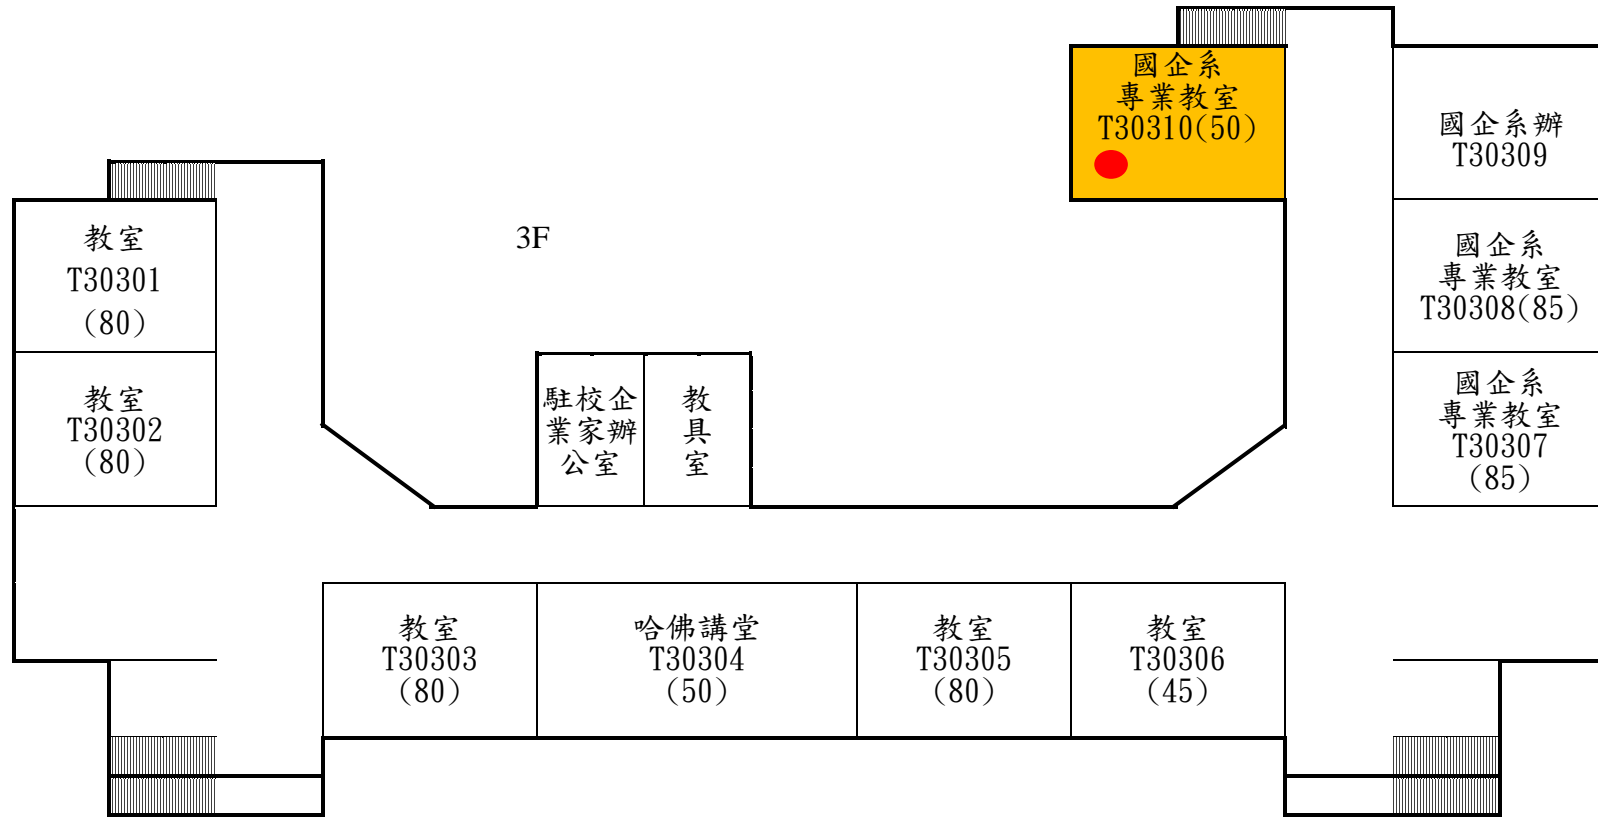 國企系
專業教室
T30310(50)
國企系辦
T30309
教室
T30301
(80)
3F
國企系
專業教室
T30308(85)
教室
T30302
(80)
駐校企
業家辦
公室
教
具
室
國企系
專業教室
T30307
(85)
教室
T30303
(80)
哈佛講堂
T30304
(50)
教室
T30305
(80)
教室
T30306
(45)